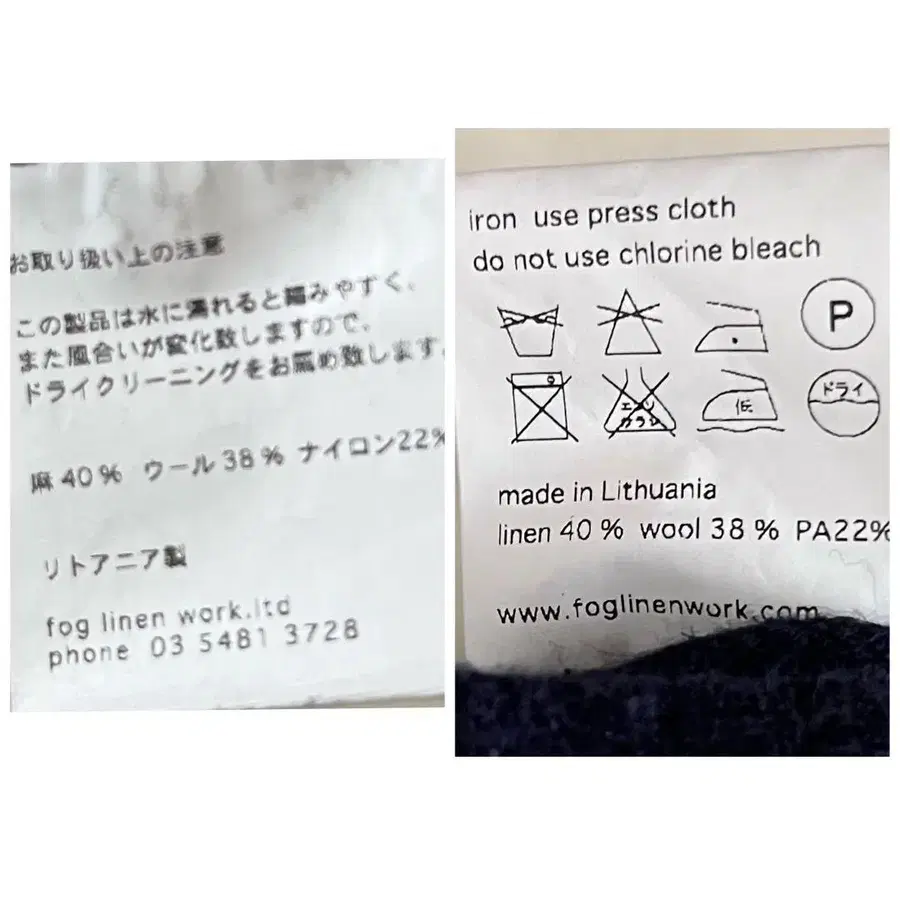 お取り扱い上の注意
この製品は水に濡れると縮みやすく、
また風合いが変化致しますので、
ドライクリーニングをお薦め致します
麻 40 % ウール 38 % ナイロン22%
リトアニア製
fog linen work.ltd
phone 03 5481 3728
iron use press cloth
do not use chlorine bleach
P
エンソ
サラシ
低
ドライ
made in Lithuania
linen 40 % wool 38 % PA22%
www.foglinenwork.com